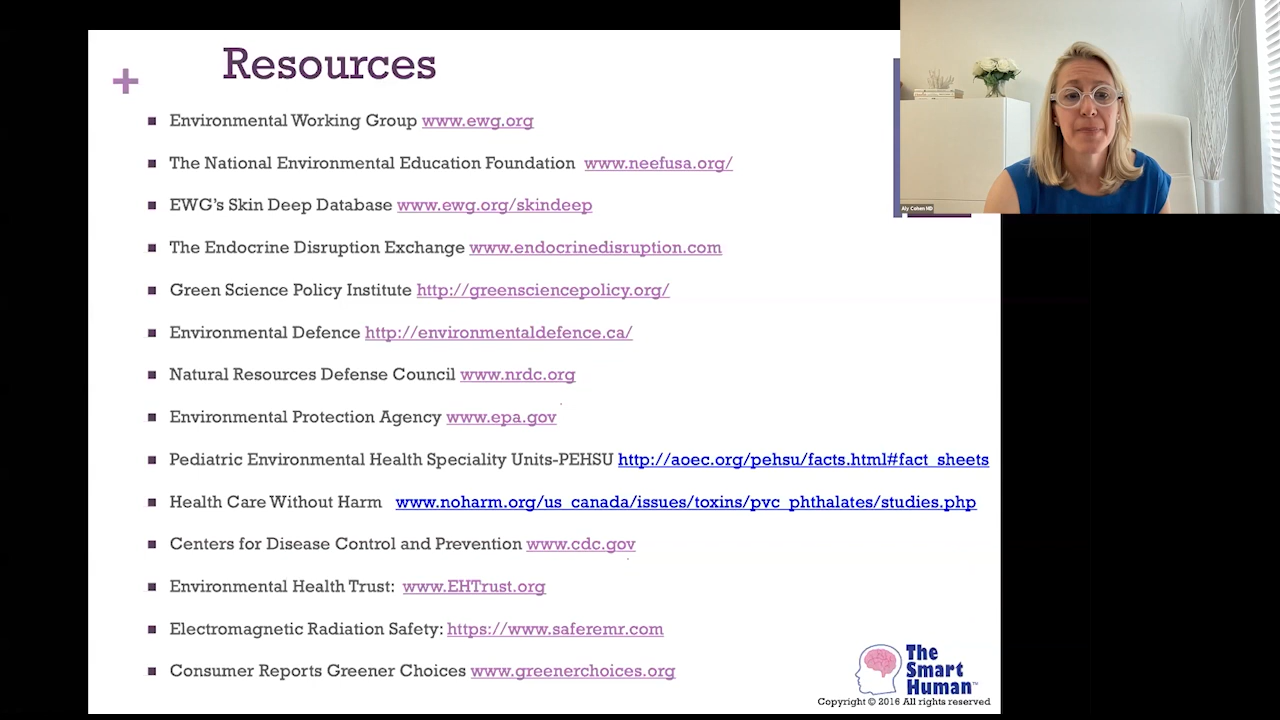 Resources
+
Environmental Working Group www.ewg.org
The National Environmental Education Foundation www.neefusa.org/
EWG's Skin Deep Database www.ewg.org/skindeep
The Endocrine Disruption Exchange www.endocrinedisruption.com
Green Science Policy Institute http://greensciencepolicy.org/
Environmental Defence http://environmentaldefence.ca/
Natural Resources Defense Council www.nrdc.org
Environmental Protection Agency www.epa.gov
Pediatric Environmental Health Speciality Units-PEHSU http://aoec.org/pehsu/facts.html#fact_sheets
Health Care Without Harm www.noharm.org/us_canada/issues/toxins/pvc_phthalates/studies.php
Centers for Disease Control and Prevention www.cdc.gov
Environmental Health Trust: www.EHTrust.org
Electromagnetic Radiation Safety: https://www.saferemr.com
Consumer Reports Greener Choices www.greenerchoices.org
Aly Cohen MD
The
Smart
Human™
Copyright © 2016 All rights reserved